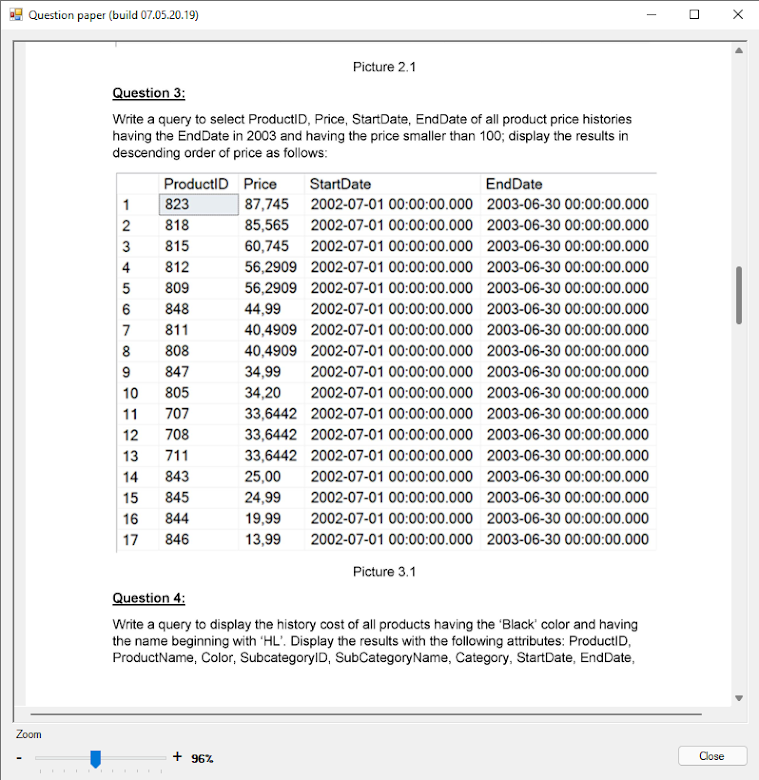 Question paper (build 07.05.20.19)
Picture 2.1
Question 3:
Write a query to select ProductID, Price, StartDate, EndDate of all product price histories
having the EndDate in 2003 and having the price smaller than 100; display the results in
descending order of price as follows:
ProductID Price StartDate EndDate
1 823 87,745 2002-07-01 00:00:00.000 2003-06-30 00:00:00.000
2 818 85,565 2002-07-01 00:00:00.000 2003-06-30 00:00:00.000
3 815 60,745 2002-07-01 00:00:00.000 2003-06-30 00:00:00.000
4 812 56,2909 2002-07-01 00:00:00.000 2003-06-30 00:00:00.000
5 809 56,2909 2002-07-01 00:00:00.000 2003-06-30 00:00:00.000
6 848 44,99 2002-07-01 00:00:00.000 2003-06-30 00:00:00.000
7 811 40,4909 2002-07-01 00:00:00.000 2003-06-30 00:00:00.000
8 808 40,4909 2002-07-01 00:00:00.000 2003-06-30 00:00:00.000
9 847 34,99 2002-07-01 00:00:00.000 2003-06-30 00:00:00.000
10 805 34,20 2002-07-01 00:00:00.000 2003-06-30 00:00:00.000
11 707 33,6442 2002-07-01 00:00:00.000 2003-06-30 00:00:00.000
12 708 33,6442 2002-07-01 00:00:00.000 2003-06-30 00:00:00.000
13 711 33,6442 2002-07-01 00:00:00.000 2003-06-30 00:00:00.000
14 843 25,00 2002-07-01 00:00:00.000 2003-06-30 00:00:00.000
15 845 24,99 2002-07-01 00:00:00.000 2003-06-30 00:00:00.000
16 844 19,99 2002-07-01 00:00:00.000 2003-06-30 00:00:00.000
17 846 13,99 2002-07-01 00:00:00.000 2003-06-30 00:00:00.000
Picture 3.1
Question 4:
Write a query to display the history cost of all products having the ‘Black’ color and having
the name beginning with ‘HL’. Display the results with the following attributes: ProductID,
ProductName, Color, SubcategoryID, SubCategoryName, Category, StartDate, EndDate,
Zoom
- + 96%
Close